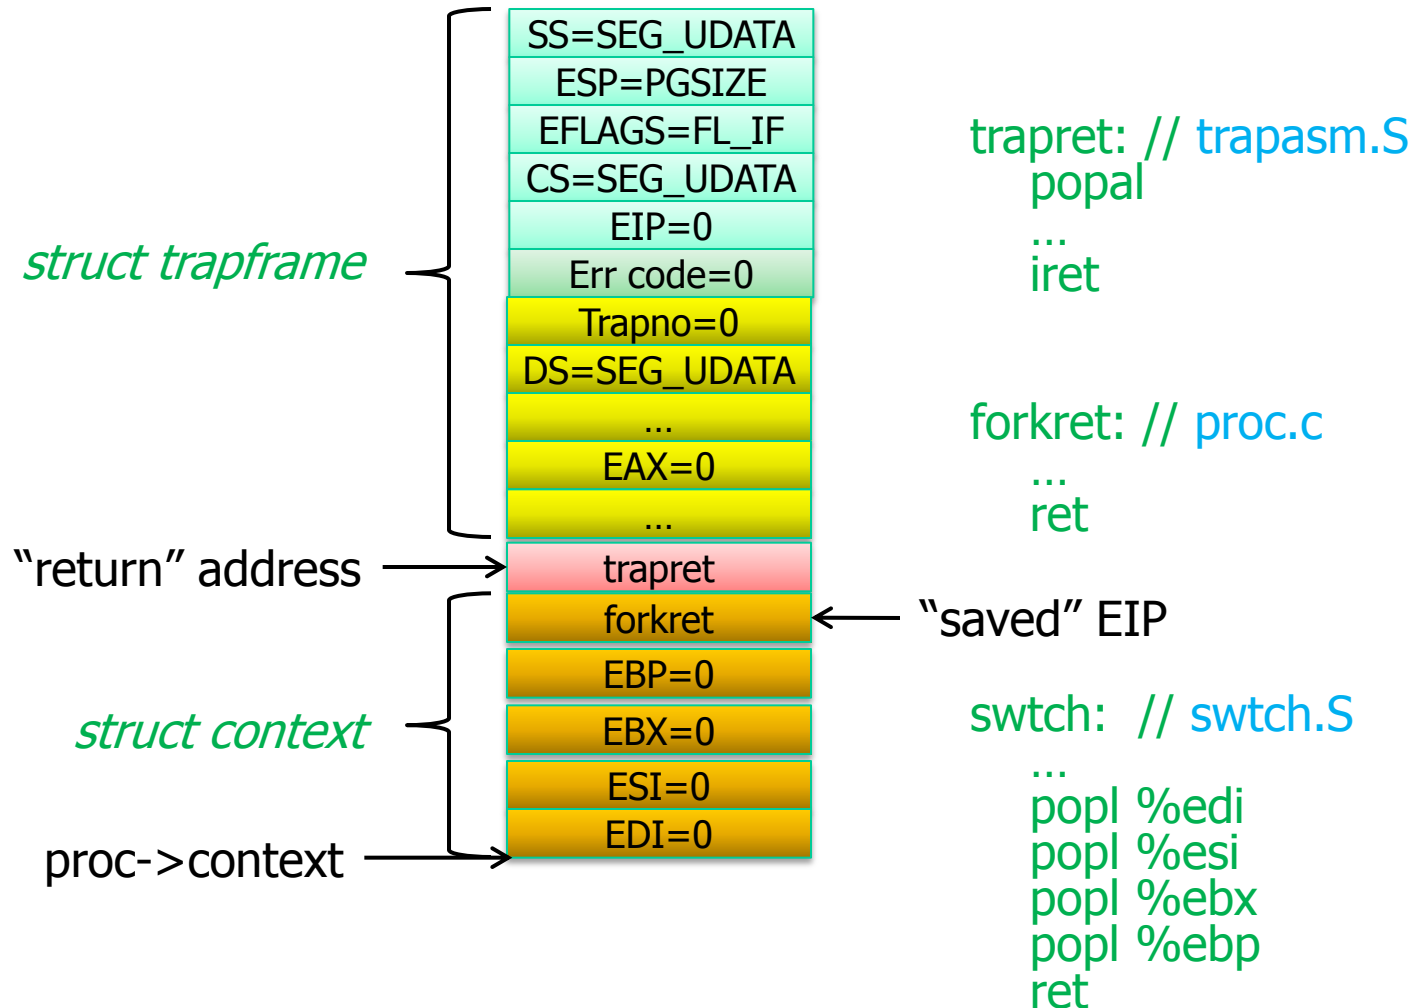 SS=SEG_UDATA
ESP=PGSIZE
EFLAGS=FL_IF
CS=SEG_UDATA
EIP=0
Err code=0
Trapno=0
DS=SEG_UDATA
...
EAX=0
...
trapret
forkret
EBP=0
EBX=0
ESI=0
EDI=0
struct trapframe
“return” address
struct context
proc->context
“saved” EIP
trapret: // trapasm.S
popal
...
iret
forkret: // proc.c
...
ret
swtch: // swtch.S
...
popl %edi
popl %esi
popl %ebx
popl %ebp
ret